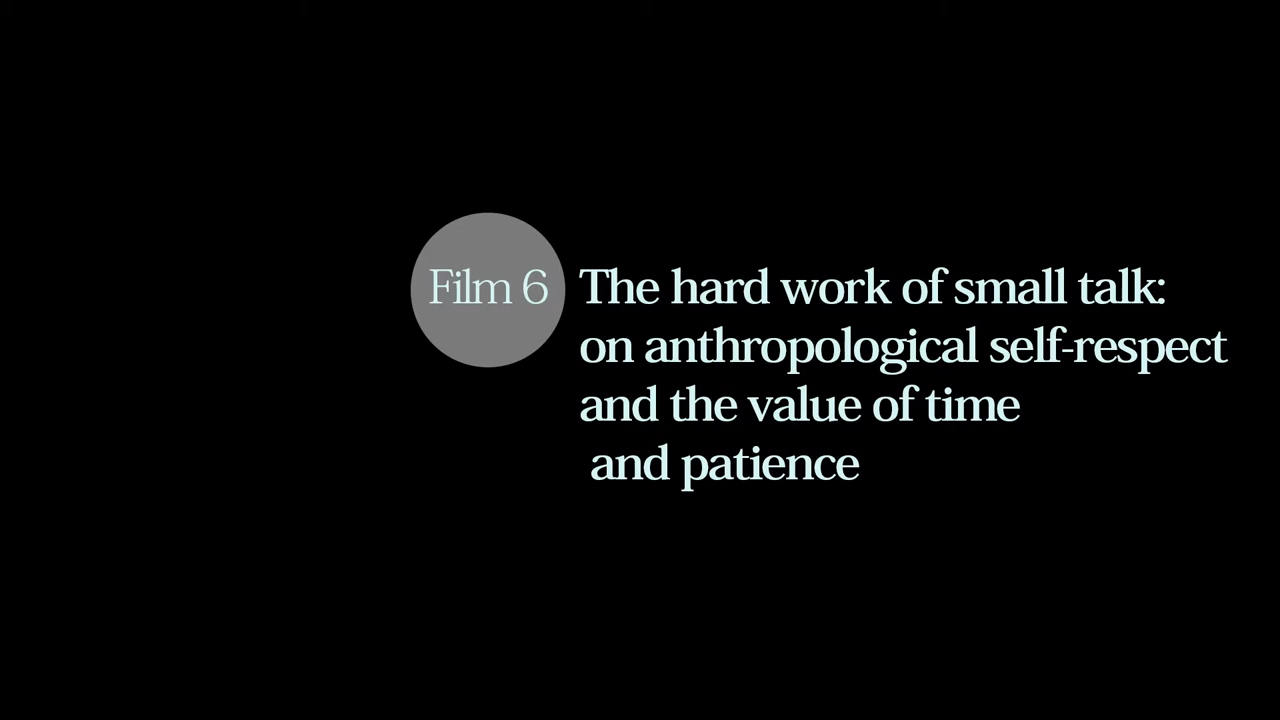 Film 6
The hard work of small talk:
on anthropological self-respect
and the value of time
and patience